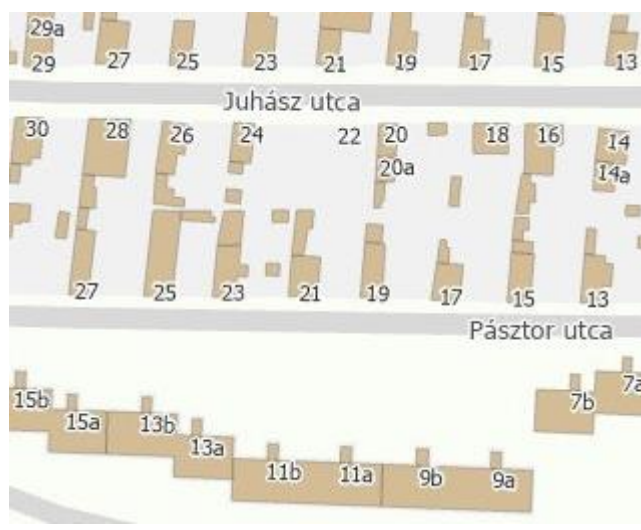 29a
29 27 25 23 21 19 17 15 13
Juhász utca
30 28 26 24 22 20 18 16 14
20a 14a
27 25 23 21 19 17 15 13
Pásztor utca
15b 15a 13b 13a 11b 11a 9b 9a 7b 7a